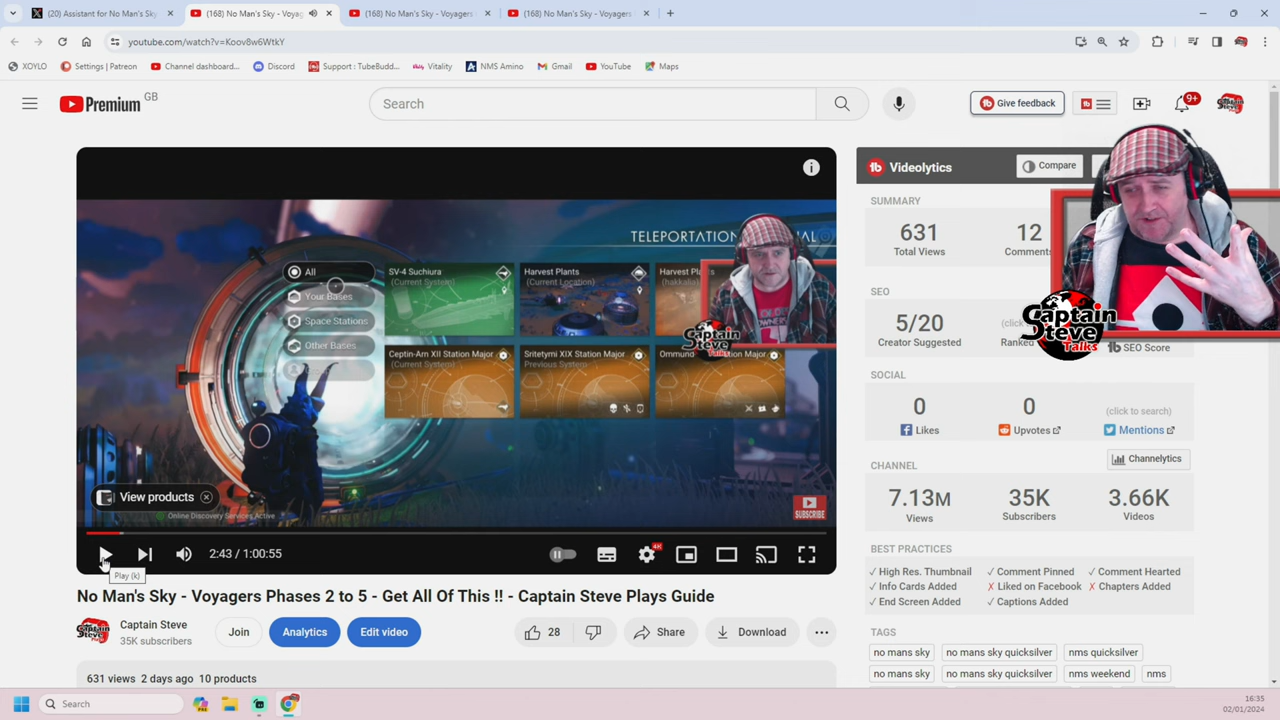 (20) Assistant for No Man's Sky
(168) No Man's Sky - Voyag
(168) No Man's Sky - Voyagers
(168) No Man's Sky - Voyagers
youtube.com/watch?v=Koov8w6WtkY
XOYLO
Settings | Patreon
Channel dashboard...
Discord
Support : TubeBudd...
Vitality
NMS Amino
Gmail
YouTube
Maps
Premium GB
Search
Give feedback
9+
TELEPORTATION
All
Your Bases
Space Stations
Other Bases
SV-4 Suchiura
(Current System)
Harvest Plants
(Current Location)
Harvest Pla
(hakkalia)
Ceptin-Am XII Station Major
(Current System)
Sritetymi XIX Station Major
Previous System
Ommuno Station Major
Captain
Steve
Talks
View products
Online Discovery Services Active
SUBSCRIBE
2:43 / 1:00:55
4K
Play (k)
No Man's Sky - Voyagers Phases 2 to 5 - Get All Of This !! - Captain Steve Plays Guide
Captain Steve
35K subscribers
Join
Analytics
Edit video
28
Share
Download
631 views 2 days ago 10 products
Videolytics
Compare
SUMMARY
631
Total Views
12
Comments
SEO
5/20
Creator Suggested
(click
Ranked
SEO Score
SOCIAL
0
Likes
0
Upvotes
(click to search)
Mentions
CHANNEL
Channelytics
7.13M
Views
35K
Subscribers
3.66K
Videos
BEST PRACTICES
✓ High Res. Thumbnail ✓ Comment Pinned ✓ Comment Hearted
✓ Info Cards Added ✗ Liked on Facebook ✗ Chapters Added
✓ End Screen Added ✓ Captions Added
TAGS
no mans sky
no mans sky quicksilver
nms quicksilver
no mans sky
no mans sky quicksilver
nms weekend
nms
Captain
Steve
Talks
Search
16:35
02/01/2024